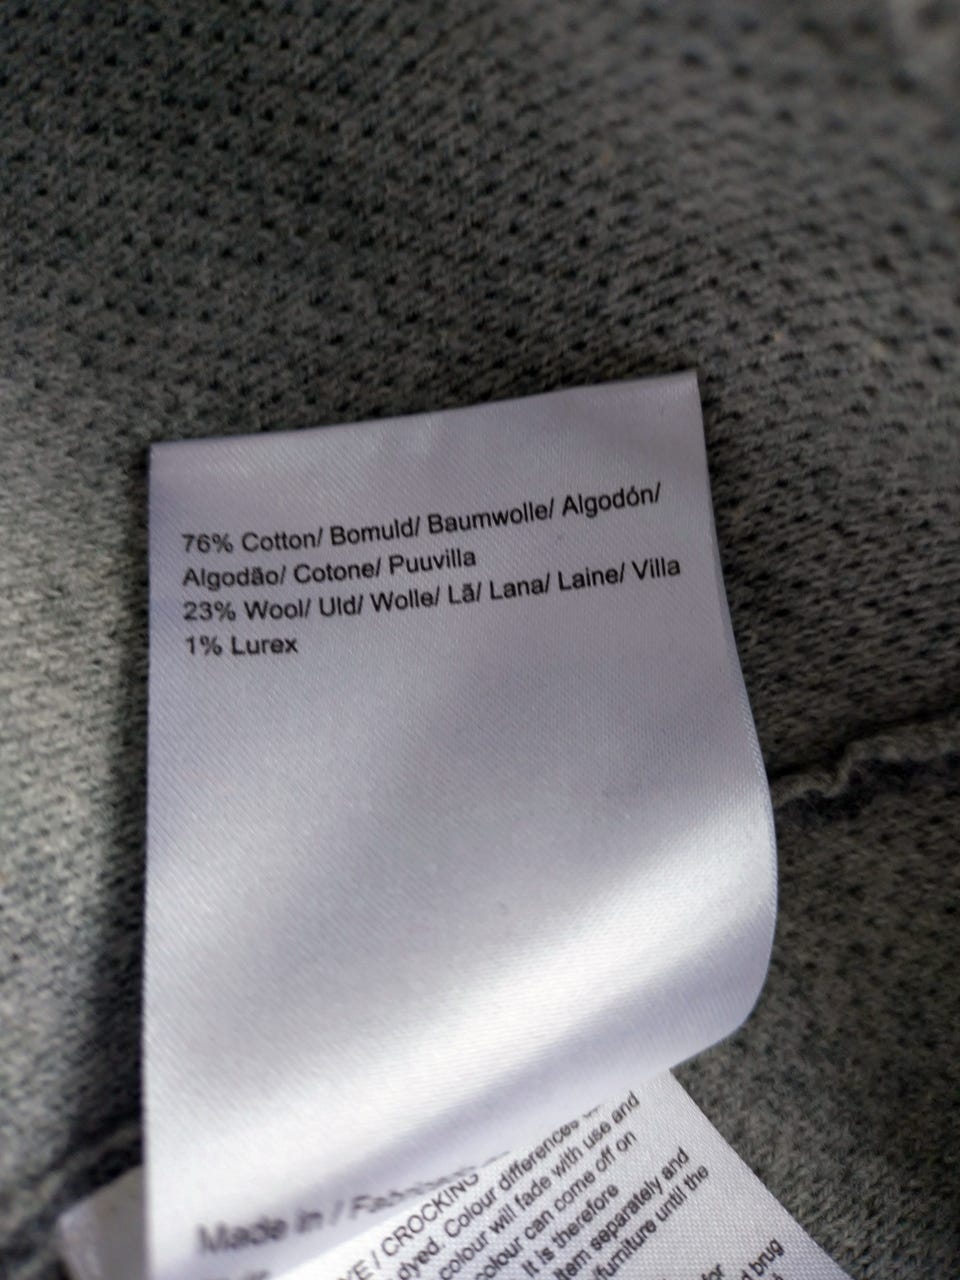 76% Cotton/ Bomuld/ Baumwolle/ Algodón/
Algodão/ Cotone/ Puuvilla
23% Wool/ Uld/ Wolle/ Lã/ Lana/ Laine/ Villa
1% Lurex
Made in /
/ CROCKING
dyed. Colour differences
colour will fade with use and
colour can come off on
It is therefore
item separately and
furniture until the
brug